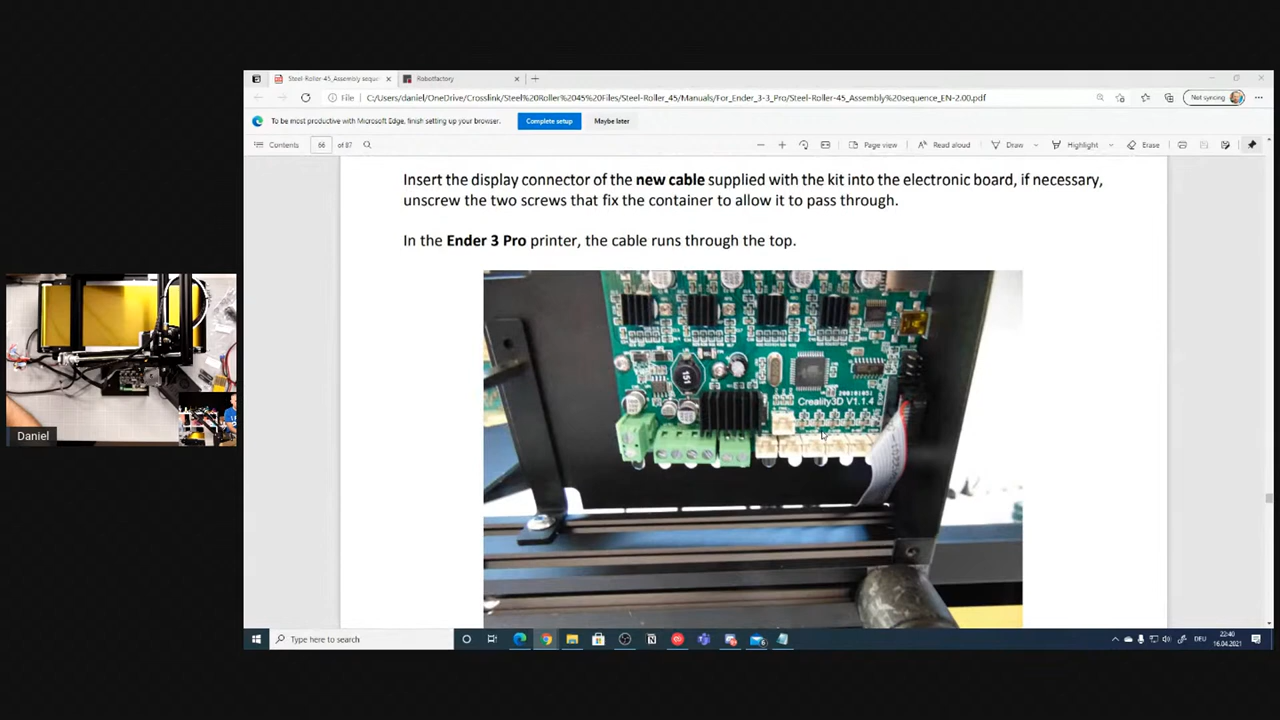 Steel-Roller-45_Assembly seque
Robotfactory
File
C:/Users/daniel/OneDrive/Crosslink/Steel%20Roller%2045%20Files/Steel-Roller_45/Manuals/For_Ender_3-3_Pro/Steel-Roller-45_Assembly%20sequence_EN-2.00.pdf
Not syncing
To be most productive with Microsoft Edge, finish setting up your browser.
Complete setup
Maybe later
Contents
66
of 87
Page view
Read aloud
Draw
Highlight
Erase
Insert the display connector of the new cable supplied with the kit into the electronic board, if necessary,
unscrew the two screws that fix the container to allow it to pass through.
In the Ender 3 Pro printer, the cable runs through the top.
151
Creality3D V1.1.4
Daniel
Type here to search
DEU
22:40
16.04.2021